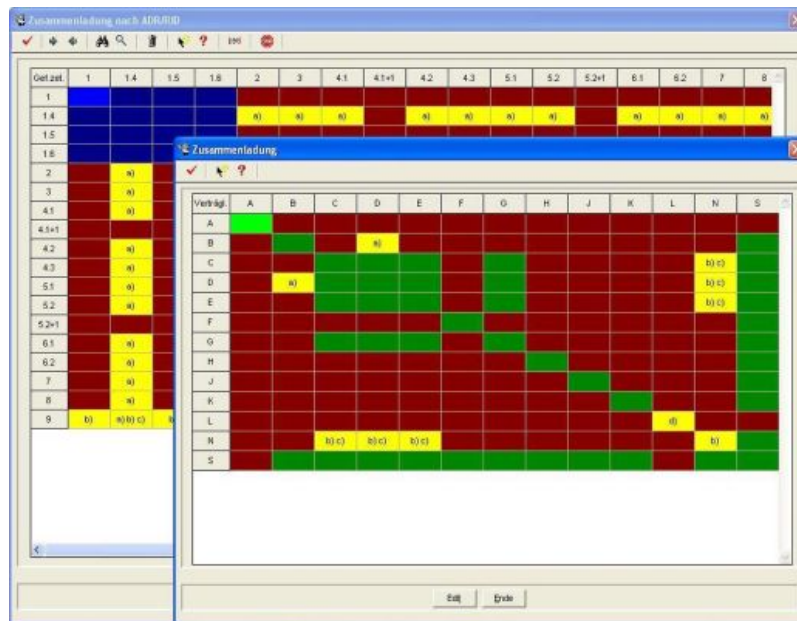 Zusammenladung nach ADR/RID
Gef.zet. 1 1.4 1.5 1.6 2 3 4.1 4.1+1 4.2 4.3 5.1 5.2 5.2+1 6.1 6.2 7 8
1
1.4 a) a) a) a) a) a) a) a) a) a) a)
1.5
1.6
2 a)
3 a)
4.1 a)
4.1+1
4.2 a)
4.3 a)
5.1 a)
5.2 a)
5.2+1
6.1 a)
6.2 a)
7 a)
8 a)
9 b) a) b) c) b
Zusammenladung
Verträgl. A B C D E F G H J K L N S
A
B a)
C b) c)
D a) b) c)
E b) c)
F
G
H
J
K
L d)
N b) c) b) c) b) c) b)
S
Edit Ende